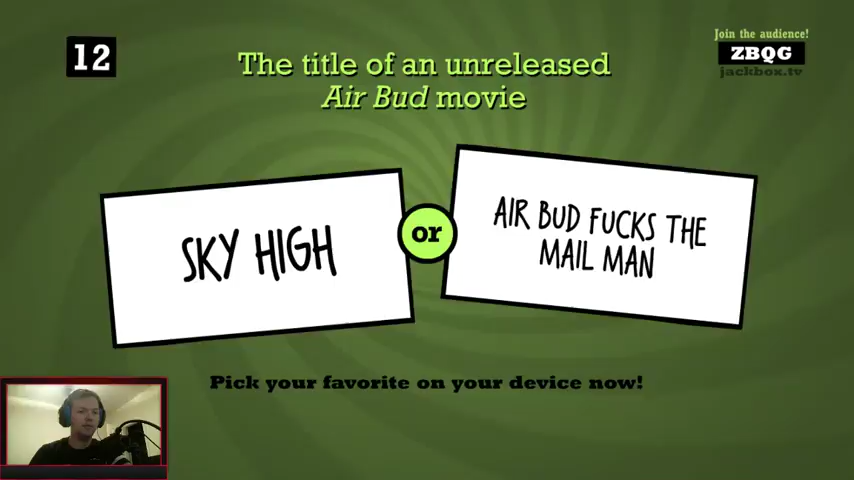 12
The title of an unreleased
Air Bud movie
Join the audience!
ZBQG
jackbox.tv
SKY HIGH
or
AIR BUD FUCKS THE
MAIL MAN
Pick your favorite on your device now!